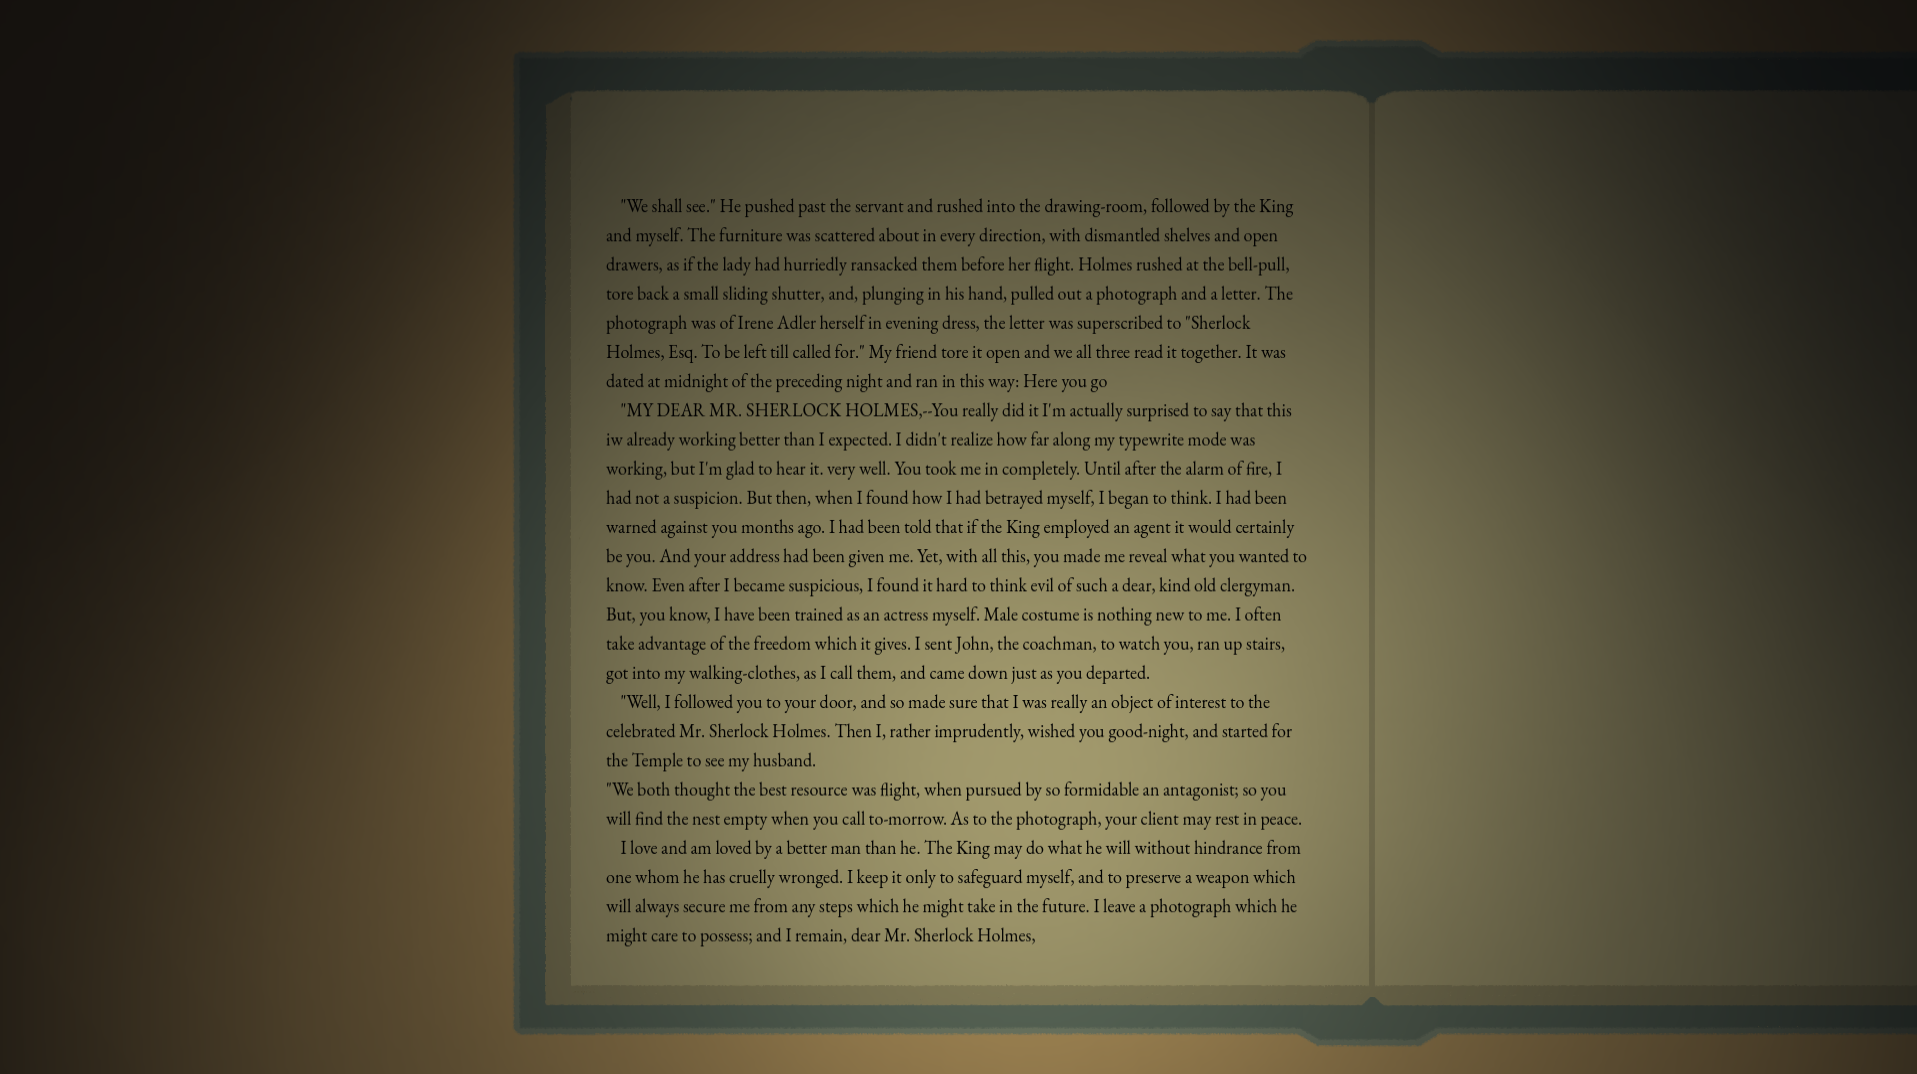 "We shall see." He pushed past the servant and rushed into the drawing-room, followed by the King
and myself. The furniture was scattered about in every direction, with dismantled shelves and open
drawers, as if the lady had hurriedly ransacked them before her flight. Holmes rushed at the bell-pull,
tore back a small sliding shutter, and, plunging in his hand, pulled out a photograph and a letter. The
photograph was of Irene Adler herself in evening dress, the letter was superscribed to "Sherlock
Holmes, Esq. To be left till called for." My friend tore it open and we all three read it together. It was
dated at midnight of the preceding night and ran in this way: Here you go
"MY DEAR MR. SHERLOCK HOLMES,--You really did it I'm actually surprised to say that this
iw already working better than I expected. I didn't realize how far along my typewrite mode was
working, but I'm glad to hear it. very well. You took me in completely. Until after the alarm of fire, I
had not a suspicion. But then, when I found how I had betrayed myself, I began to think. I had been
warned against you months ago. I had been told that if the King employed an agent it would certainly
be you. And your address had been given me. Yet, with all this, you made me reveal what you wanted to
know. Even after I became suspicious, I found it hard to think evil of such a dear, kind old clergyman.
But, you know, I have been trained as an actress myself. Male costume is nothing new to me. I often
take advantage of the freedom which it gives. I sent John, the coachman, to watch you, ran up stairs,
got into my walking-clothes, as I call them, and came down just as you departed.
"Well, I followed you to your door, and so made sure that I was really an object of interest to the
celebrated Mr. Sherlock Holmes. Then I, rather imprudently, wished you good-night, and started for
the Temple to see my husband.
"We both thought the best resource was flight, when pursued by so formidable an antagonist; so you
will find the nest empty when you call to-morrow. As to the photograph, your client may rest in peace.
I love and am loved by a better man than he. The King may do what he will without hindrance from
one whom he has cruelly wronged. I keep it only to safeguard myself, and to preserve a weapon which
will always secure me from any steps which he might take in the future. I leave a photograph which he
might care to possess; and I remain, dear Mr. Sherlock Holmes,